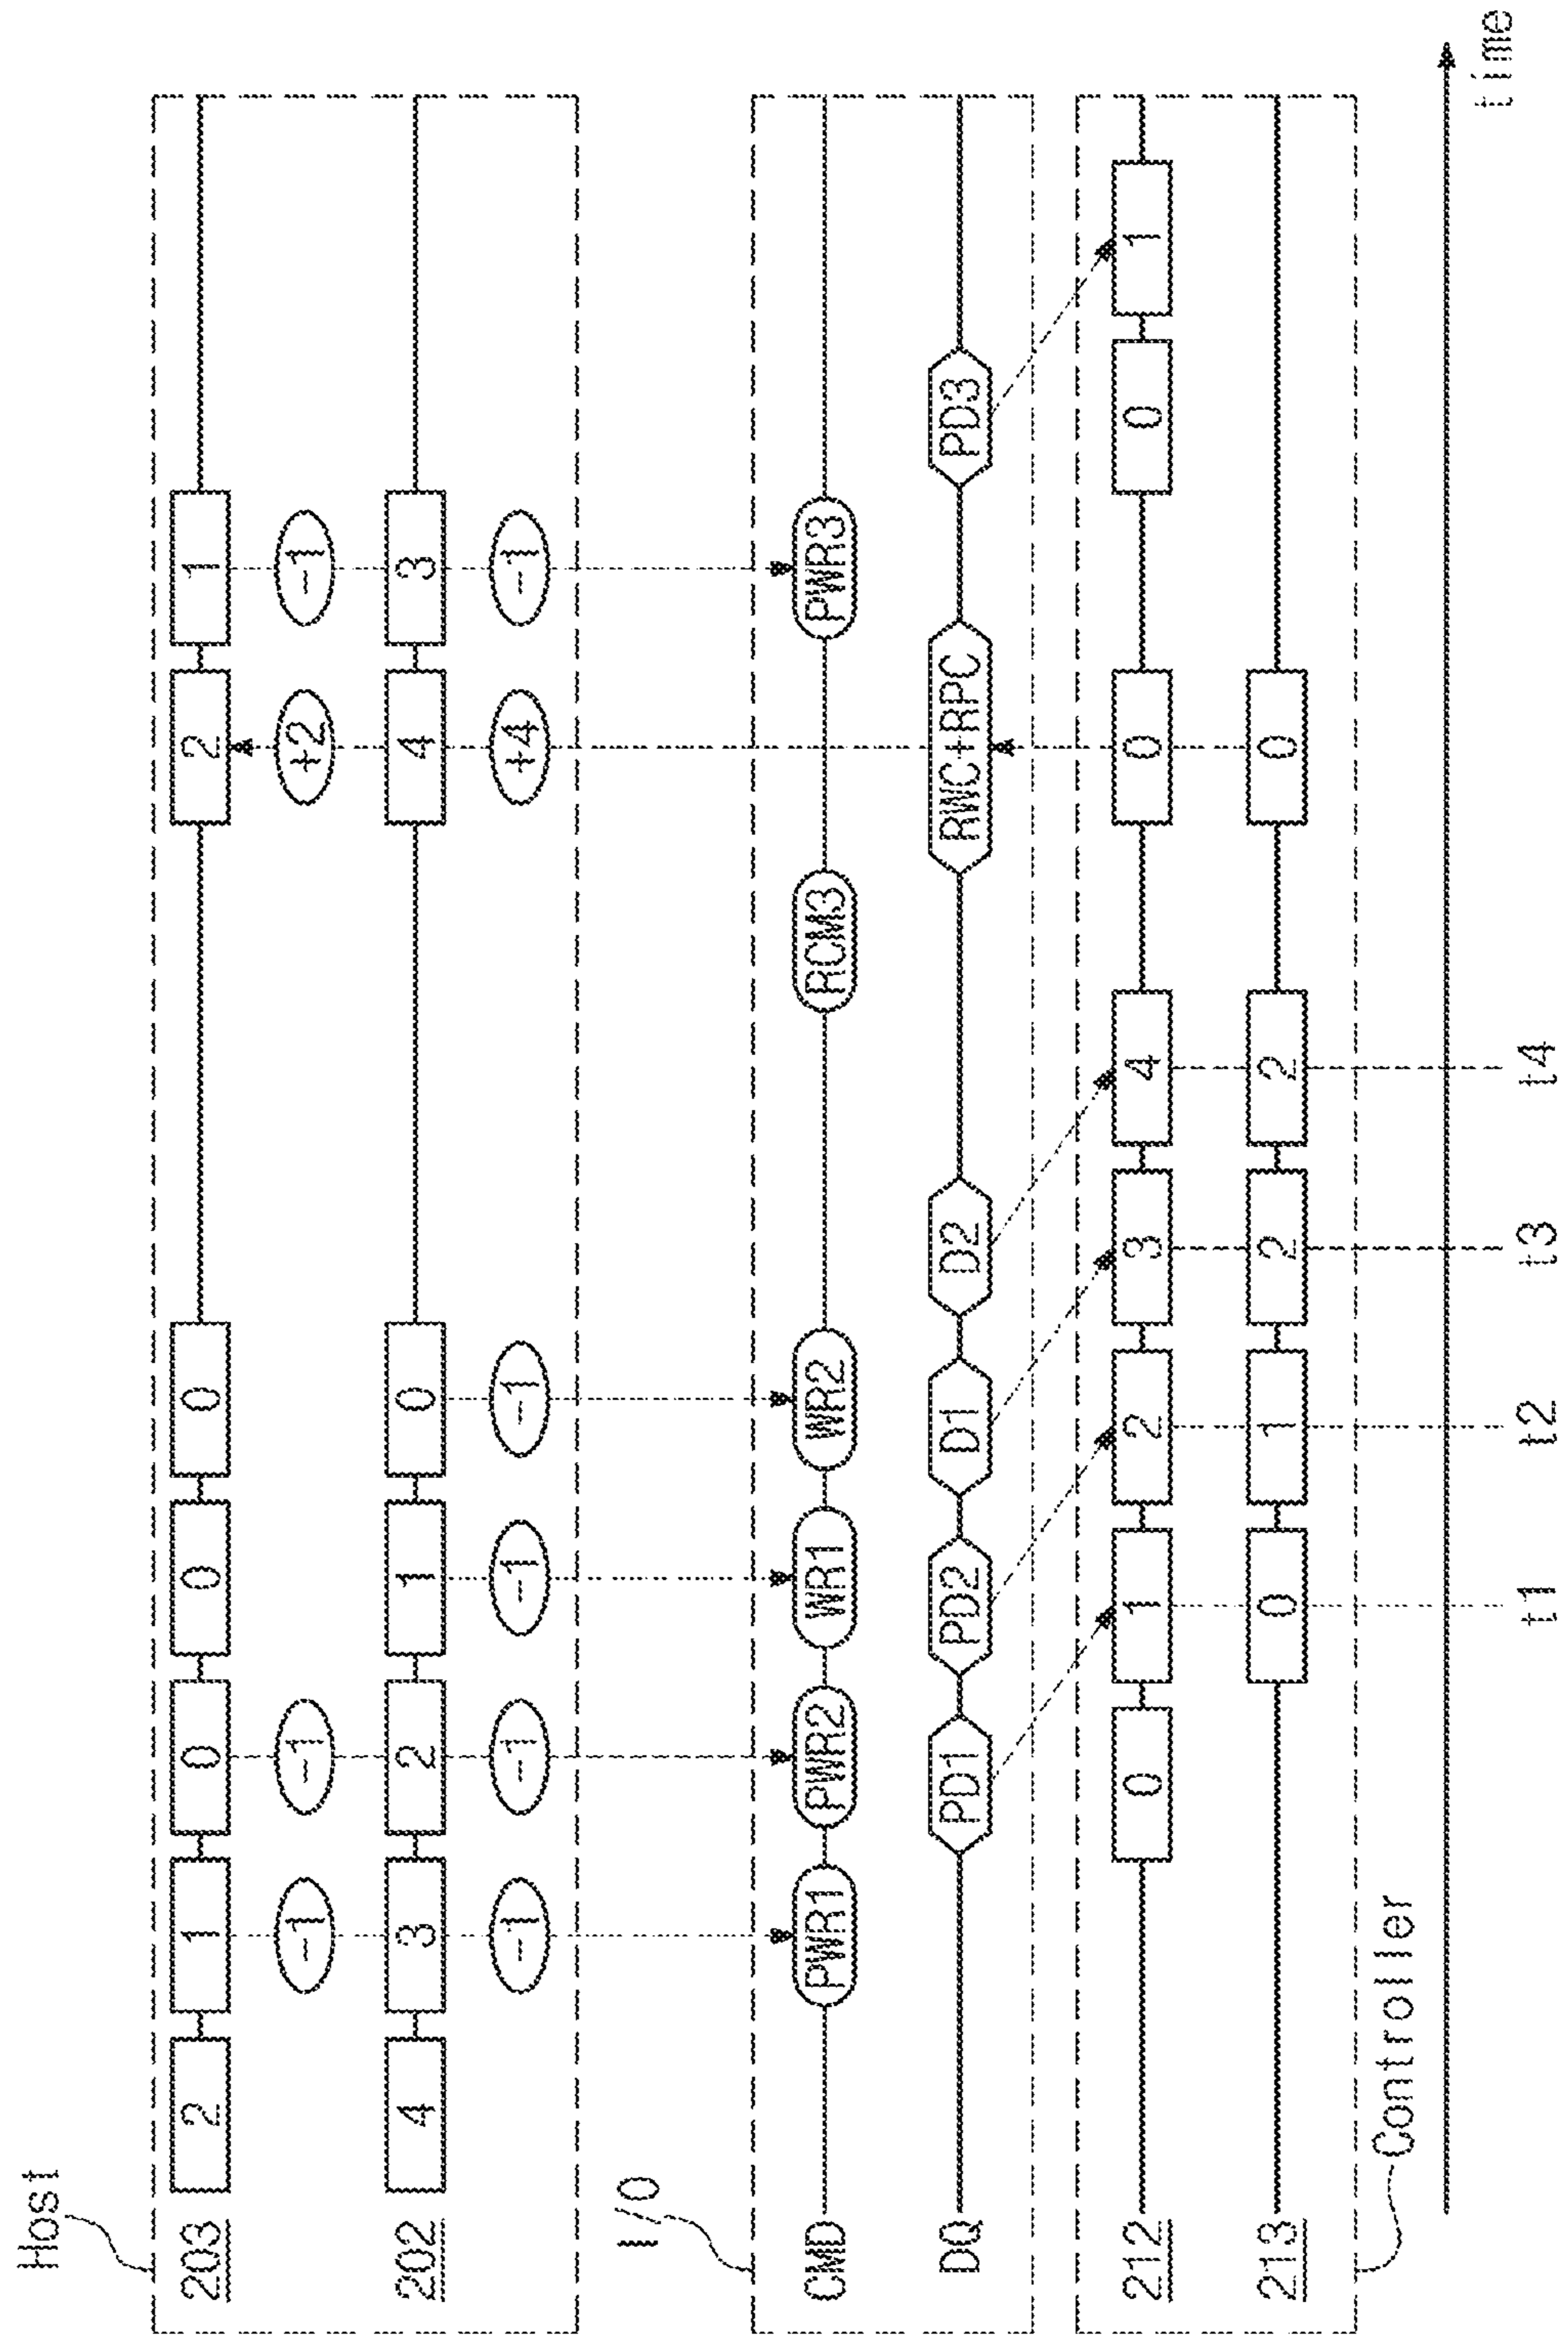 Host
203 2 1 0 0 0 2 1
-1 -1 +2 -1
202 4 3 2 1 0 4 3
-1 -1 -1 -1 +4 -1
I/O
CMD PWR1 PWR2 WR1 WR2 RCM3 PWR3
DQ PD1 PD2 D1 D2 RWC+RPC PD3
212 0 1 2 3 4 0 0 1
213 0 1 2 2 0
Controller
time
t1 t2 t3 t4